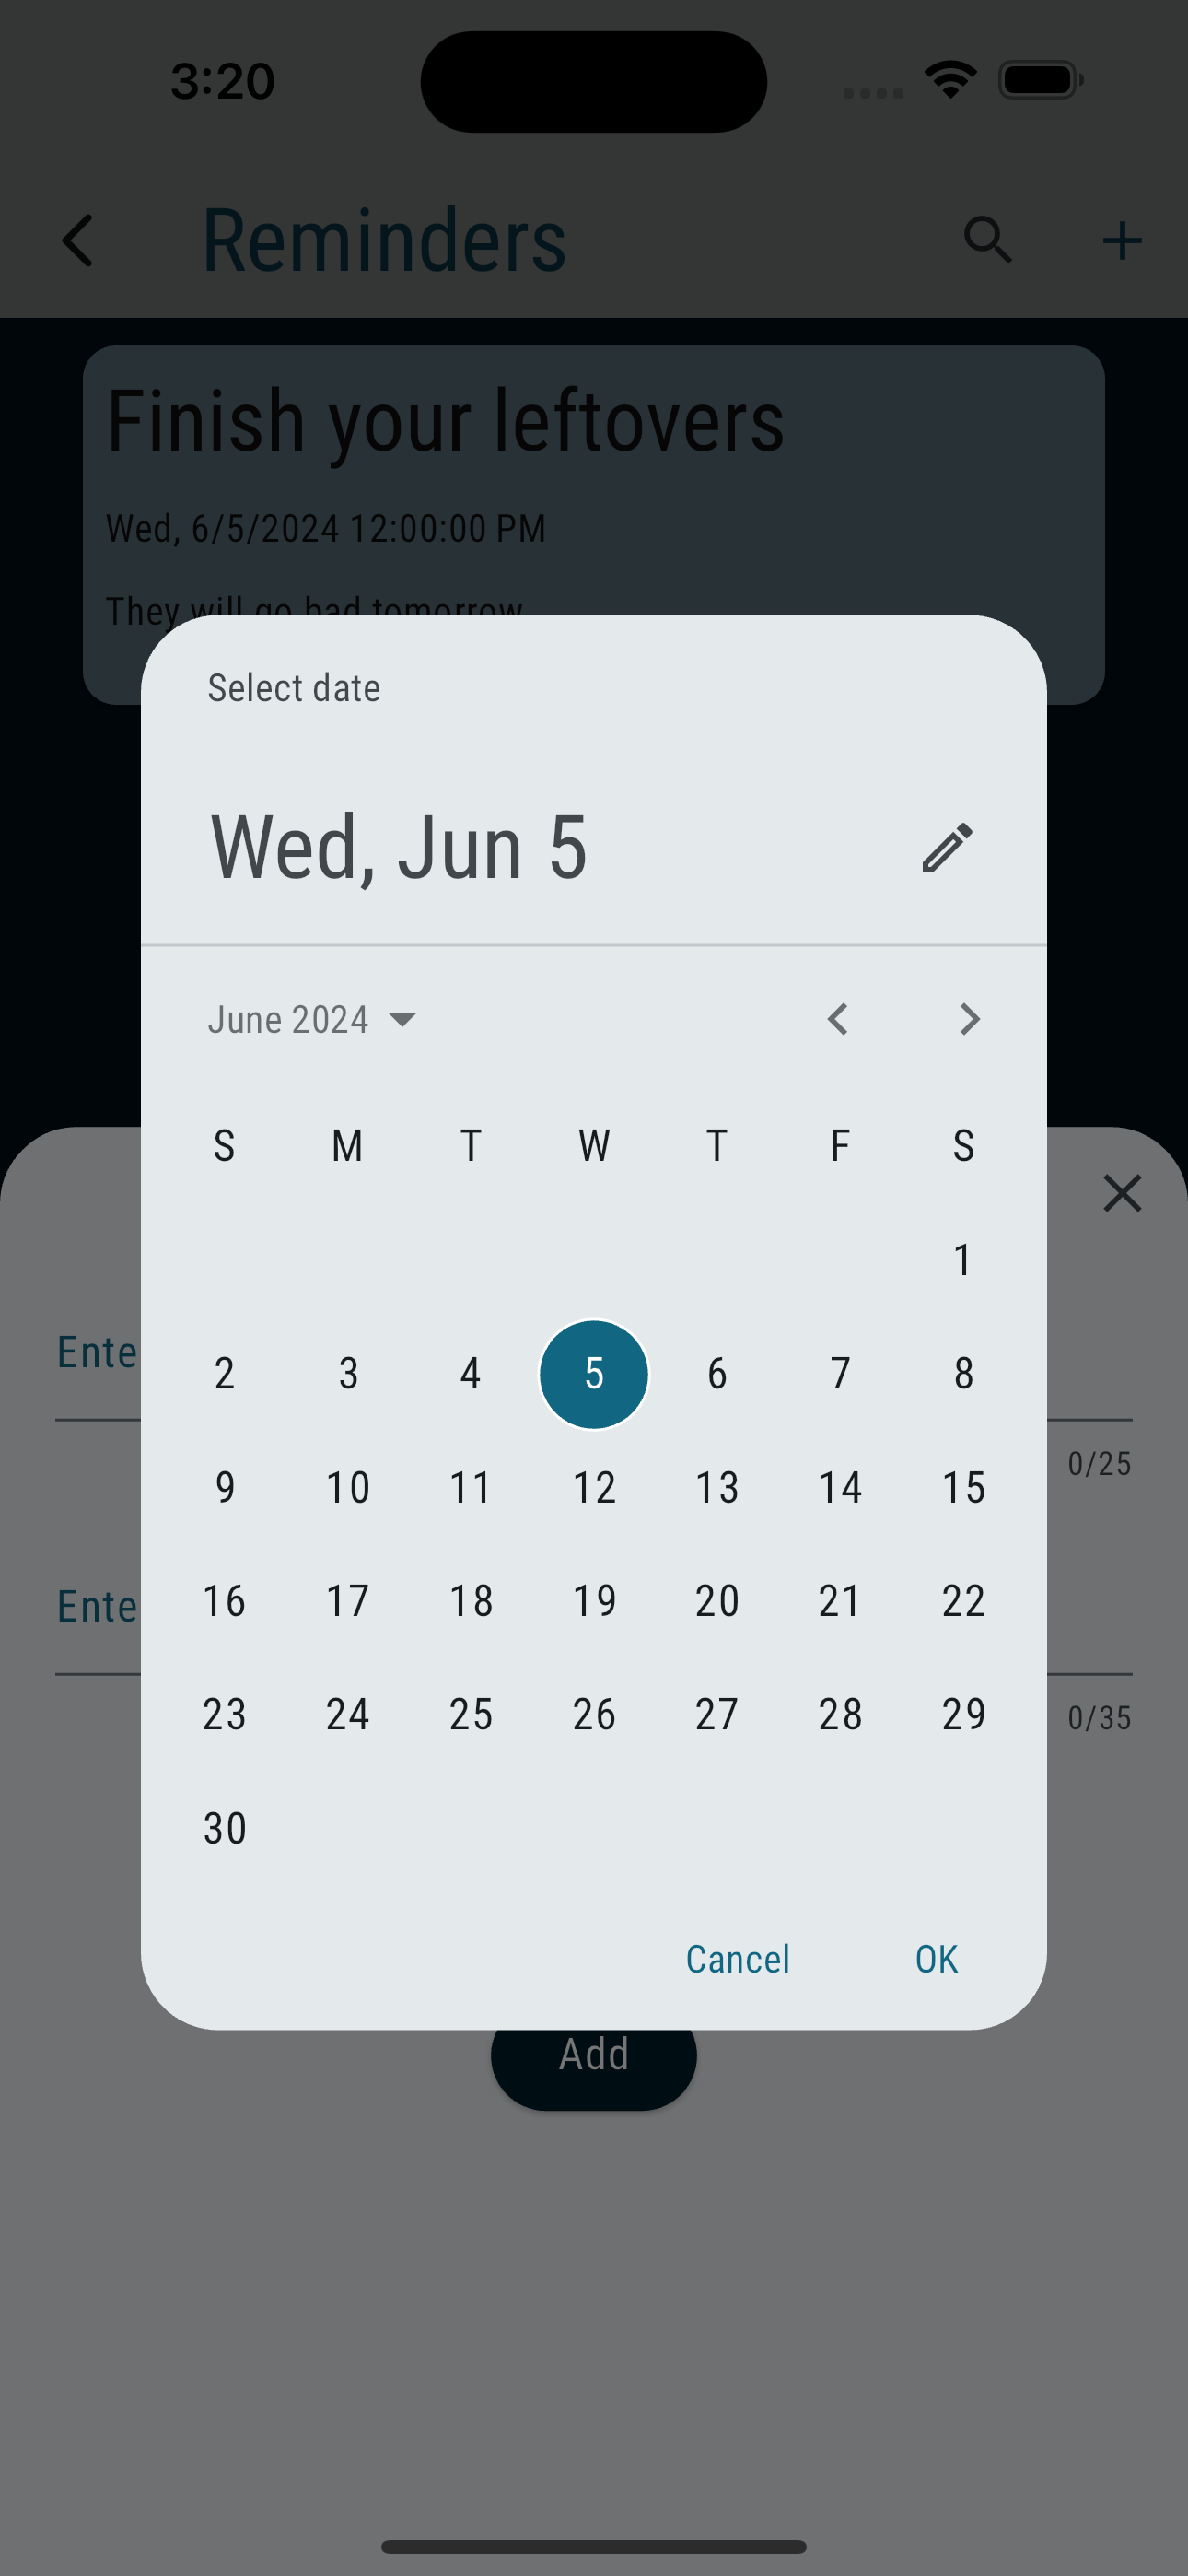 3:20
Reminders
Finish your leftovers
Wed, 6/5/2024 12:00:00 PM
They will go bad tomorrow
Select date
Wed, Jun 5
June 2024
S M T W T F S
1
Ente
2 3 4 5 6 7 8
0/25
9 10 11 12 13 14 15
Ente
16 17 18 19 20 21 22
23 24 25 26 27 28 29
0/35
30
Cancel OK
Add